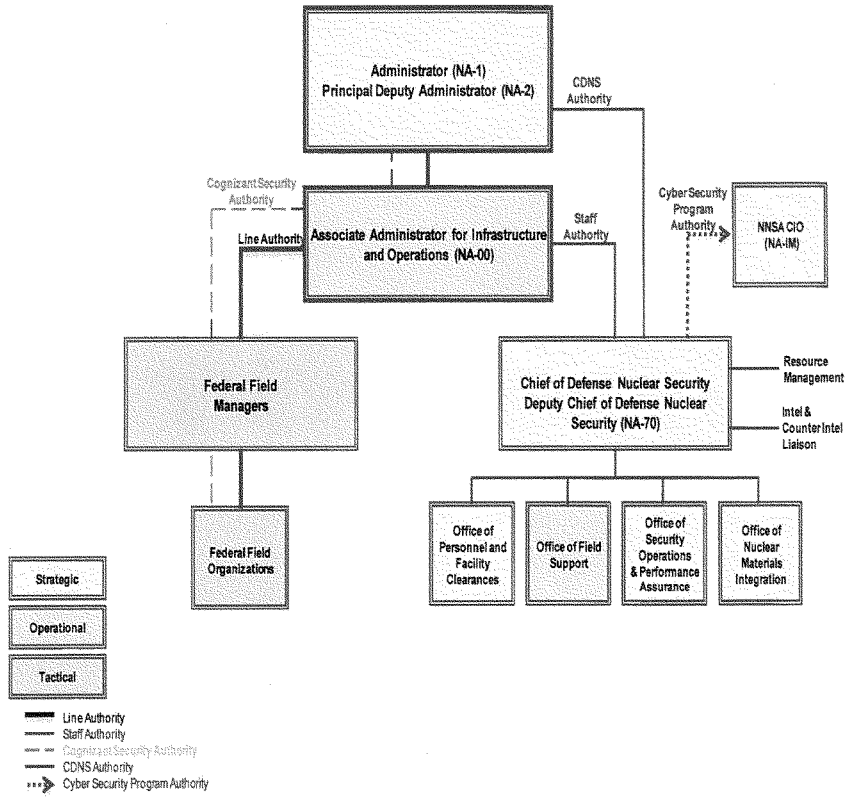 Administrator (NA-1)
Principal Deputy Administrator (NA-2)
CDNS
Authority
Cognizant Security
Authority
Line Authority
Associate Administrator for Infrastructure
and Operations (NA-00)
Staff
Authority
Cyber Security
Program
Authority
NNSA CIO
(NA-IM)
Federal Field
Managers
Chief of Defense Nuclear Security
Deputy Chief of Defense Nuclear
Security (NA-70)
Resource
Management
Intel &
Counter Intel
Liaison
Federal Field
Organizations
Office of
Personnel and
Facility
Clearances
Office of Field
Support
Office of
Security
Operations
& Performance
Assurance
Office of
Nuclear
Materials
Integration
Strategic
Operational
Tactical
Line Authority
Staff Authority
Cognizant Security Authority
CDNS Authority
Cyber Security Program Authority